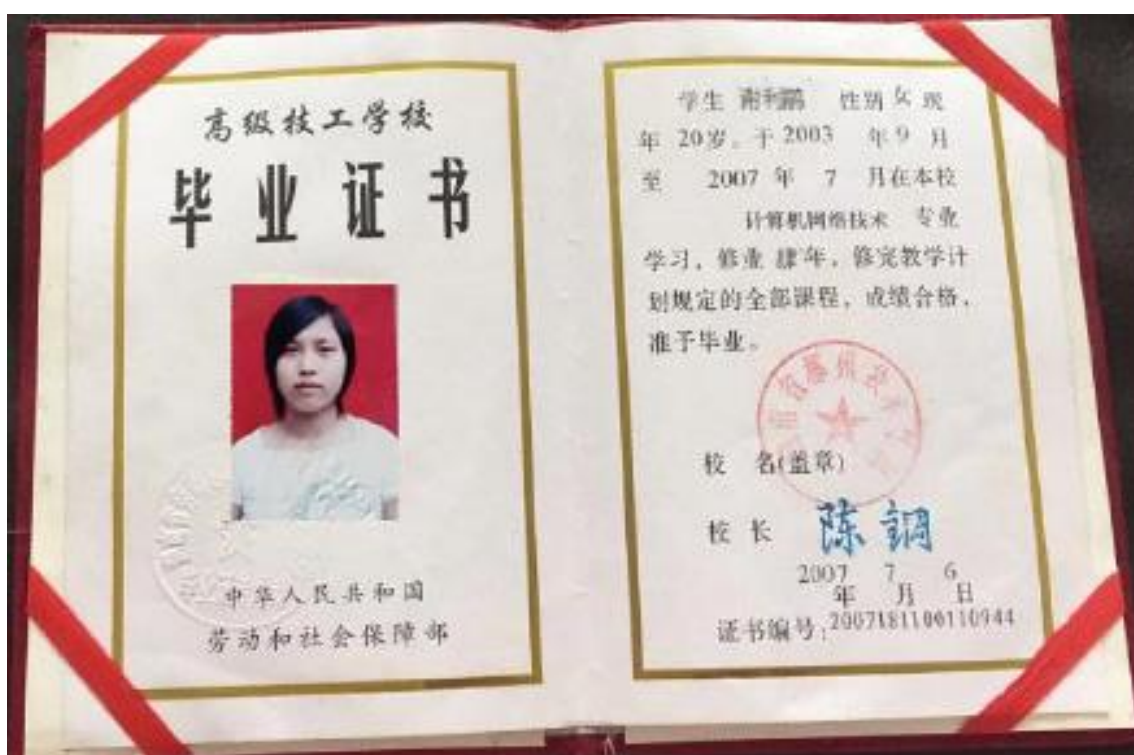 高级技工学校
毕业证书
中华人民共和国
劳动和社会保障部
学生 谢利鹏 性别 女 现
年 20岁。于 2003 年 9 月
至 2007 年 7 月在本校
计算机网络技术 专业
学习，修业 肆年，修完教学计
划规定的全部课程，成绩合格，
准予毕业。
校 名(盖章)
校 长 陈
2007 7 6
年 月 日
证书编号:2007181100110944